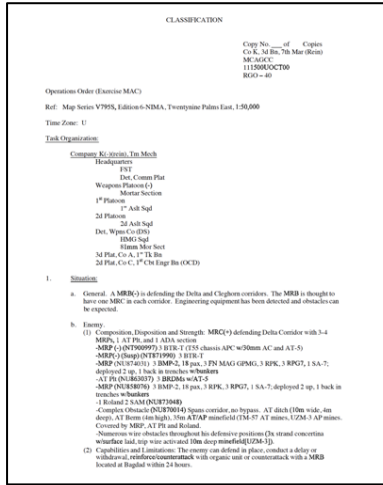 CLASSIFICATION
Copy No. ___ of Copies
Co K, 3d Bn, 7th Mar (Rein)
MCAGCC
111500UOCT00
RGO – 40
Operations Order (Exercise MAC)
Ref: Map Series V795S, Edition 6-NIMA, Twentynine Palms East, 1:50,000
Time Zone: U
Task Organization:
Company K(-)(rein), Tm Mech
Headquarters
FST
Det, Comm Plat
Weapons Platoon (-)
Mortar Section
1st Platoon
1st Aslt Sqd
2d Platoon
2d Aslt Sqd
Det, Wpns Co (DS)
HMG Sqd
81mm Mor Sect
3d Plat, Co A, 1st Tk Bn
2d Plat, Co C, 1st Cbt Engr Bn (OCD)
1. Situation:
a. General. A MRB(-) is defending the Delta and Cleghorn corridors. The MRB is thought to
have one MRC in each corridor. Engineering equipment has been detected and obstacles can
be expected.
b. Enemy.
(1) Composition, Disposition and Strength: MRC(+) defending Delta Corridor with 3-4
MRPs, 1 AT Plt, and 1 ADA section
-MRP (-) (NT900997) 3 BTR-T (T55 chassis APC w/30mm AC and AT-5)
-MRP(-) (Susp) (NT871990) 3 BTR-T
-MRP (NU874031) 3 BMP-2, 18 pax, 3 FN MAG GPMG, 3 RPK, 3 RPG7, 1 SA-7;
deployed 2 up, 1 back in trenches w/bunkers
-AT Plt (NU863037) 3 BRDMs w/AT-5
-MRP (NU858076) 3 BMP-2, 18 pax, 3 RPK, 3 RPG7, 1 SA-7; deployed 2 up, 1 back in
trenches w/bunkers
-1 Roland 2 SAM (NU873048)
-Complex Obstacle (NU870014) Spans corridor, no bypass. AT ditch (10m wide, 4m
deep), AT Berm (4m high), 35m AT/AP minefield (TM-57 AT mines, UZM-3 AP mines.
Covered by MRP, AT Plt and Roland.
-Numerous wire obstacles throughout his defensive positions (3x strand concertina
w/surface laid, trip wire activated 10m deep minefield[UZM-3]).
(2) Capabilities and Limitations: The enemy can defend in place, conduct a delay or
withdrawal, reinforce/counterattack with organic unit or counterattack with a MRB
located at Bagdad within 24 hours.